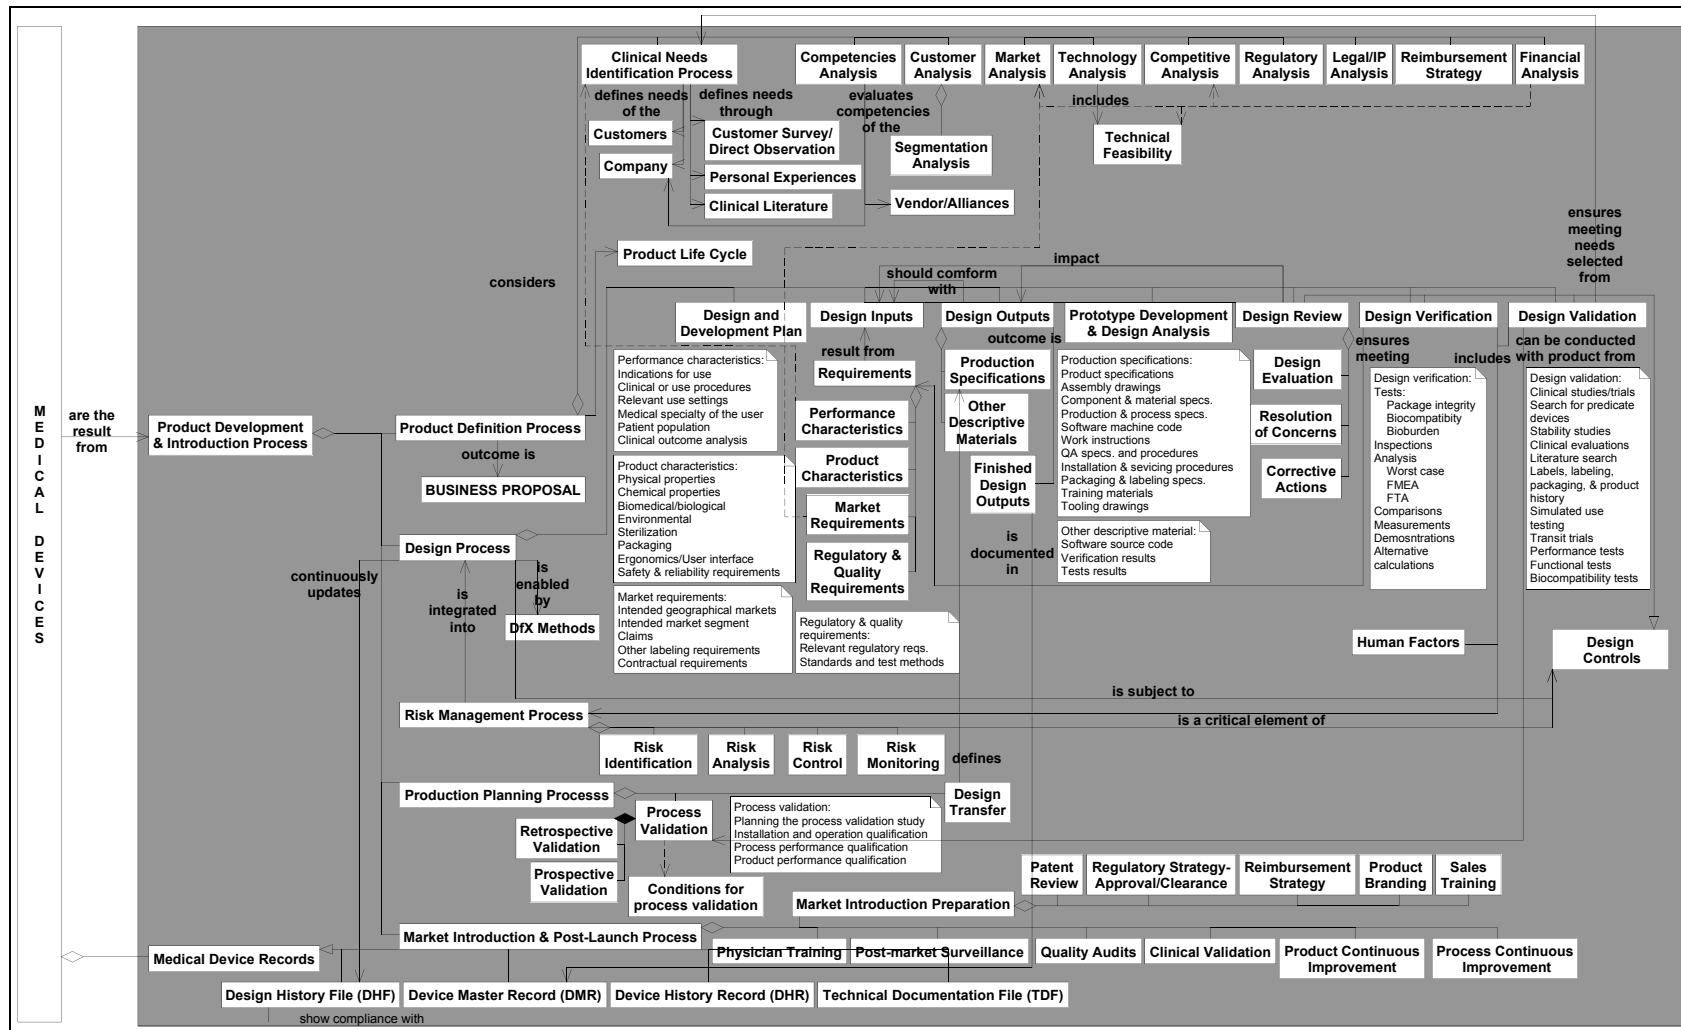 MEDICAL DEVICES
are the
result
from
Product Development
& Introduction Process
Clinical Needs
Identification Process
Competencies
Analysis
Customer
Analysis
Market
Analysis
Technology
Analysis
Competitive
Analysis
Regulatory
Analysis
Legal/IP
Analysis
Reimbursement
Strategy
Financial
Analysis
defines needs
of the
defines needs
through
evaluates
competencies
of the
includes
Customers
Company
Customer Survey/
Direct Observation
Personal Experiences
Clinical Literature
Segmentation
Analysis
Vendor/Alliances
Technical
Feasibility
ensures
meeting
needs
selected
from
Product Life Cycle
considers
should comform
with
impact
Design and
Development Plan
Design Inputs
Design Outputs
Prototype Development
& Design Analysis
Design Review
Design Verification
Design Validation
result from
outcome is
ensures
meeting
includes
can be conducted
with product from
Requirements
Production
Specifications
Other
Descriptive
Materials
Finished
Design
Outputs
Performance
Characteristics
Product
Characteristics
Market
Requirements
Regulatory &
Quality
Requirements
Design
Evaluation
Resolution
of Concerns
Corrective
Actions
Performance characteristics:
Indications for use
Clinical or use procedures
Relevant use settings
Medical specialty of the user
Patient population
Clinical outcome analysis
Product characteristics:
Physical properties
Chemical properties
Biomedical/biological
Environmental
Sterilization
Packaging
Ergonomics/User interface
Safety & reliability requirements
Market requirements:
Intended geographical markets
Intended market segment
Claims
Other labeling requirements
Contractual requirements
Regulatory & quality
requirements:
Relevant regulatory reqs.
Standards and test methods
Production specifications:
Product specifications
Assembly drawings
Component & material specs.
Production & process specs.
Software machine code
Work instructions
QA specs. and procedures
Installation & sevicing procedures
Packaging & labeling specs.
Training materials
Tooling drawings
Other descriptive material:
Software source code
Verification results
Tests results
Design verification:
Tests:
Package integrity
Biocompatibity
Bioburden
Inspections
Analysis
Worst case
FMEA
FTA
Comparisons
Measurements
Demosntrations
Alternative
calculations
Design validation:
Clinical studies/trials
Search for predicate
devices
Stability studies
Clinical evaluations
Literature search
Labels, labeling,
packaging, & product
history
Simulated use
testing
Transit trials
Performance tests
Functional tests
Biocompatibility tests
Product Definition Process
outcome is
BUSINESS PROPOSAL
Design Process
continuously
updates
is
integrated
into
is
enabled
by
DfX Methods
is
documented
in
Human Factors
Design
Controls
is subject to
is a critical element of
Risk Management Process
Risk
Identification
Risk
Analysis
Risk
Control
Risk
Monitoring
defines
Production Planning Processs
Process
Validation
Design
Transfer
Process validation:
Planning the process validation study
Installation and operation qualification
Process performance qualification
Product performance qualification
Retrospective
Validation
Prospective
Validation
Conditions for
process validation
Patent
Review
Regulatory Strategy-
Approval/Clearance
Reimbursement
Strategy
Product
Branding
Sales
Training
Market Introduction Preparation
Market Introduction & Post-Launch Process
Physician Training
Post-market Surveillance
Quality Audits
Clinical Validation
Product Continuous
Improvement
Process Continuous
Improvement
Medical Device Records
Design History File (DHF)
Device Master Record (DMR)
Device History Record (DHR)
Technical Documentation File (TDF)
show compliance with